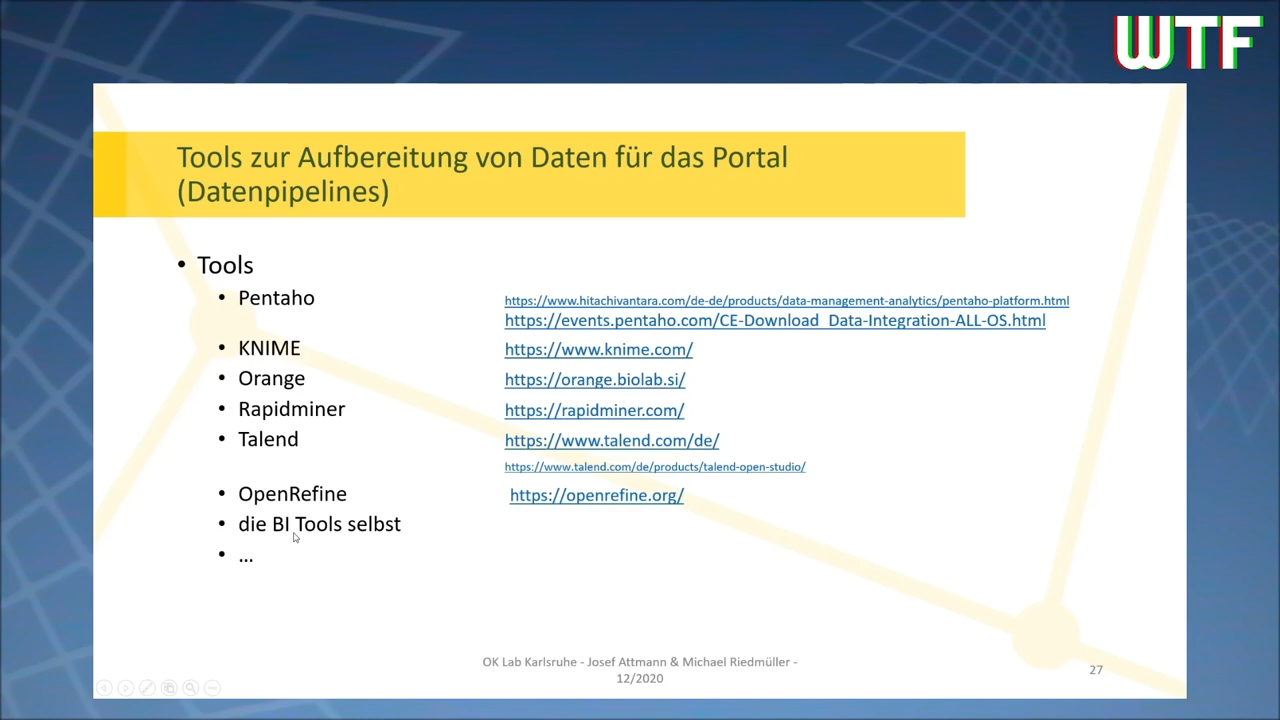 WTF
Tools zur Aufbereitung von Daten für das Portal
(Datenpipelines)
• Tools
• Pentaho https://www.hitachivantara.com/de-de/products/data-management-analytics/pentaho-platform.html
https://events.pentaho.com/CE-Download_Data-Integration-ALL-OS.html
• KNIME https://www.knime.com/
• Orange https://orange.biolab.si/
• Rapidminer https://rapidminer.com/
• Talend https://www.talend.com/de/
https://www.talend.com/de/products/talend-open-studio/
• OpenRefine https://openrefine.org/
• die BI Tools selbst
• ...
OK Lab Karlsruhe - Josef Attmann & Michael Riedmüller -
12/2020
27